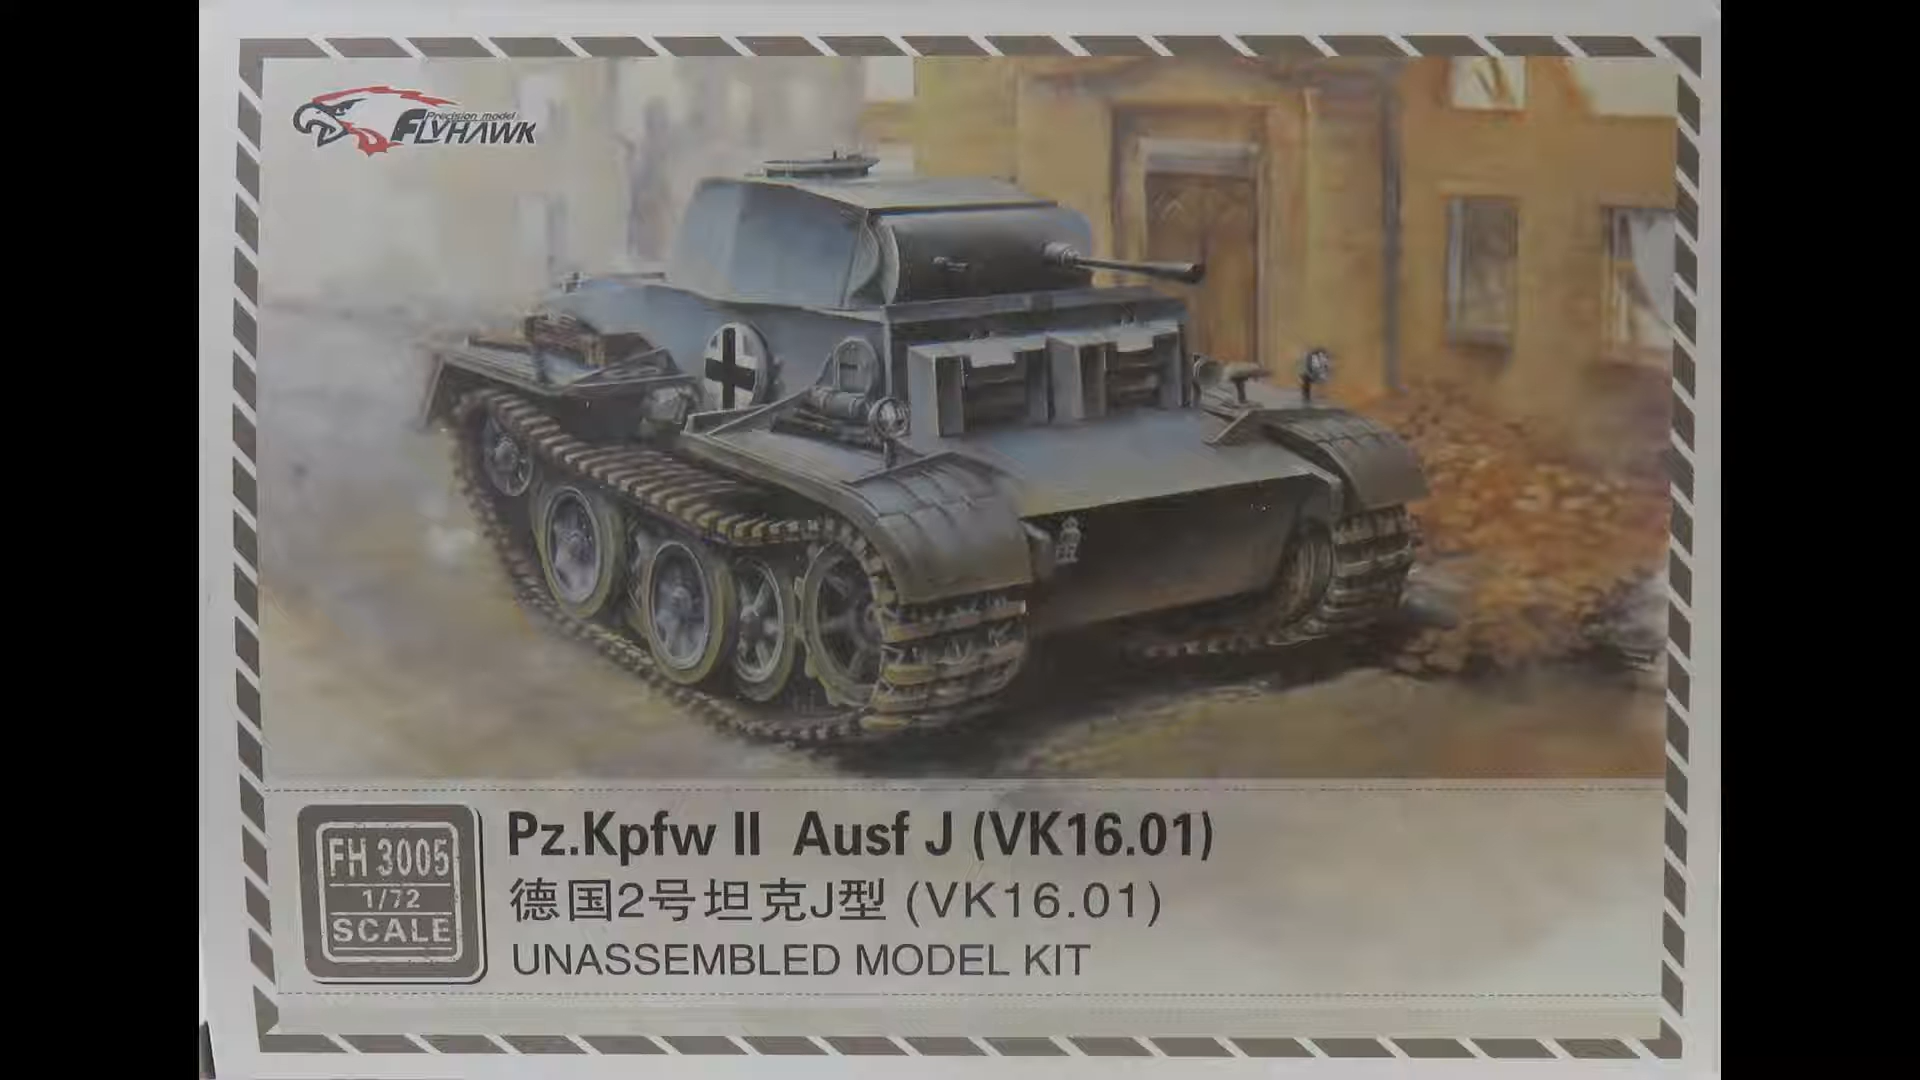 Precision model
FLYHAWK
FH 3005
1/72
SCALE
Pz.Kpfw II Ausf J (VK16.01)
德国2号坦克J型 (VK16.01)
UNASSEMBLED MODEL KIT